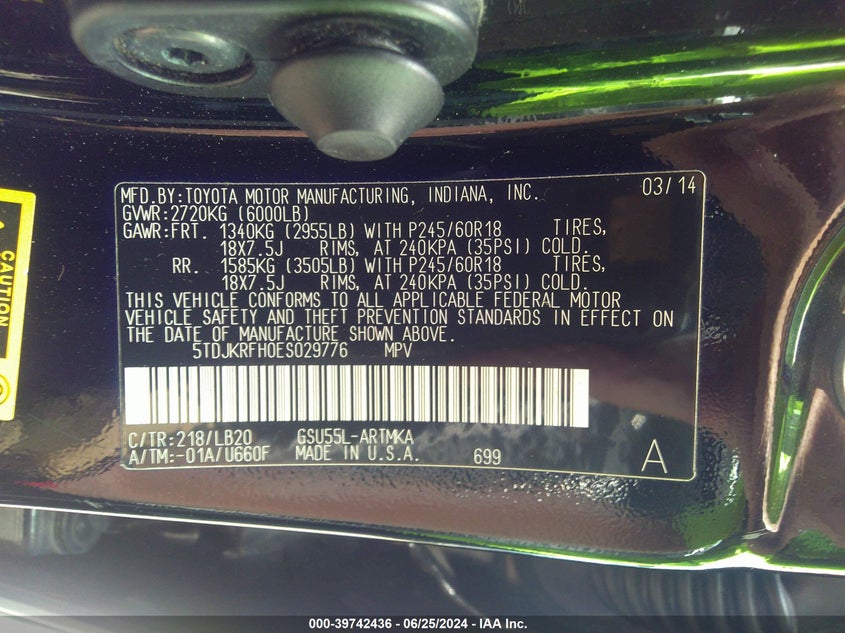 MFD.BY:TOYOTA MOTOR MANUFACTURING, INDIANA, INC. 03/14
GVWR:2720KG (6000LB)
GAWR:FRT. 1340KG (2955LB) WITH P245/60R18 TIRES,
18X7.5J RIMS, AT 240KPA (35PSI) COLD.
RR. 1585KG (3505LB) WITH P245/60R18 TIRES,
18X7.5J RIMS, AT 240KPA (35PSI) COLD.
THIS VEHICLE CONFORMS TO ALL APPLICABLE FEDERAL MOTOR
VEHICLE SAFETY AND THEFT PREVENTION STANDARDS IN EFFECT ON
THE DATE OF MANUFACTURE SHOWN ABOVE.
5TDJKRFH0ES029776 MPV
C/TR:218/LB20 GSU55L-ARTMKA
A/TM:-01A/U660F MADE IN U.S.A. 699 A
CAUTION
000-39742436 - 06/25/2024 - IAA Inc.